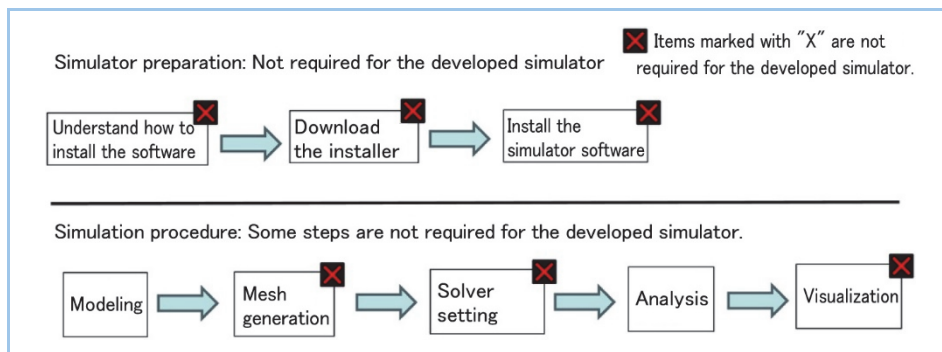 Simulator preparation: Not required for the developed simulator
Items marked with "X" are not
required for the developed simulator.
Understand how to
install the software
Download
the installer
Install the
simulator software
Simulation procedure: Some steps are not required for the developed simulator.
Modeling
Mesh
generation
Solver
setting
Analysis
Visualization